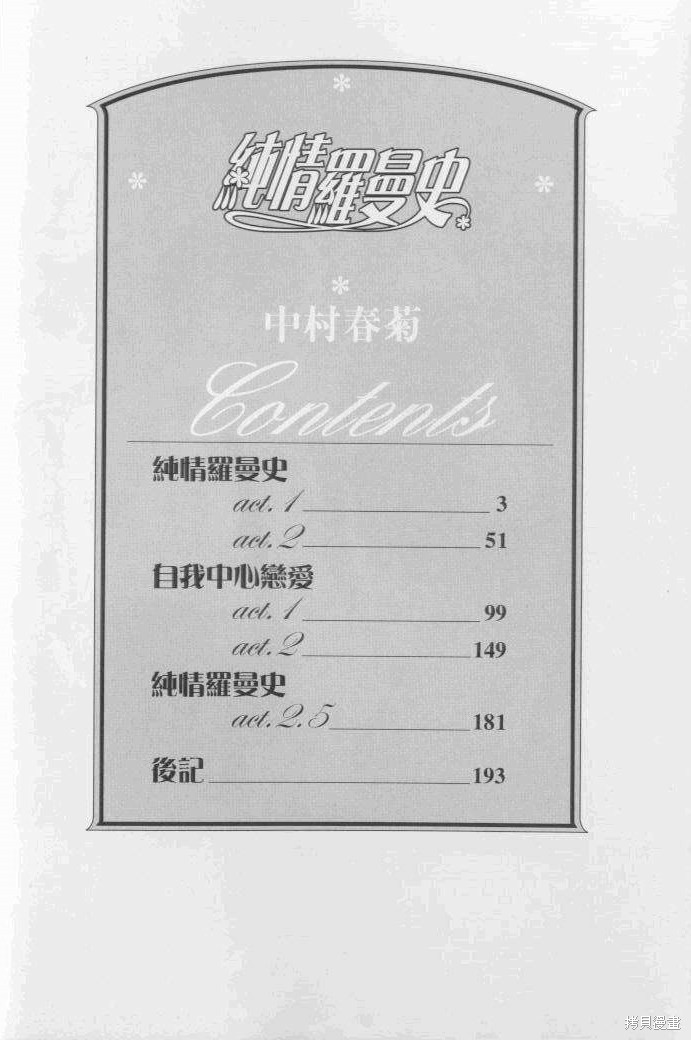 純情羅曼史
中村春菊
Contents
純情羅曼史
act.1 3
act.2 51
自我中心戀愛
act.1 99
act.2 149
純情羅曼史
act.2.5 181
後記 193
拷貝漫畫